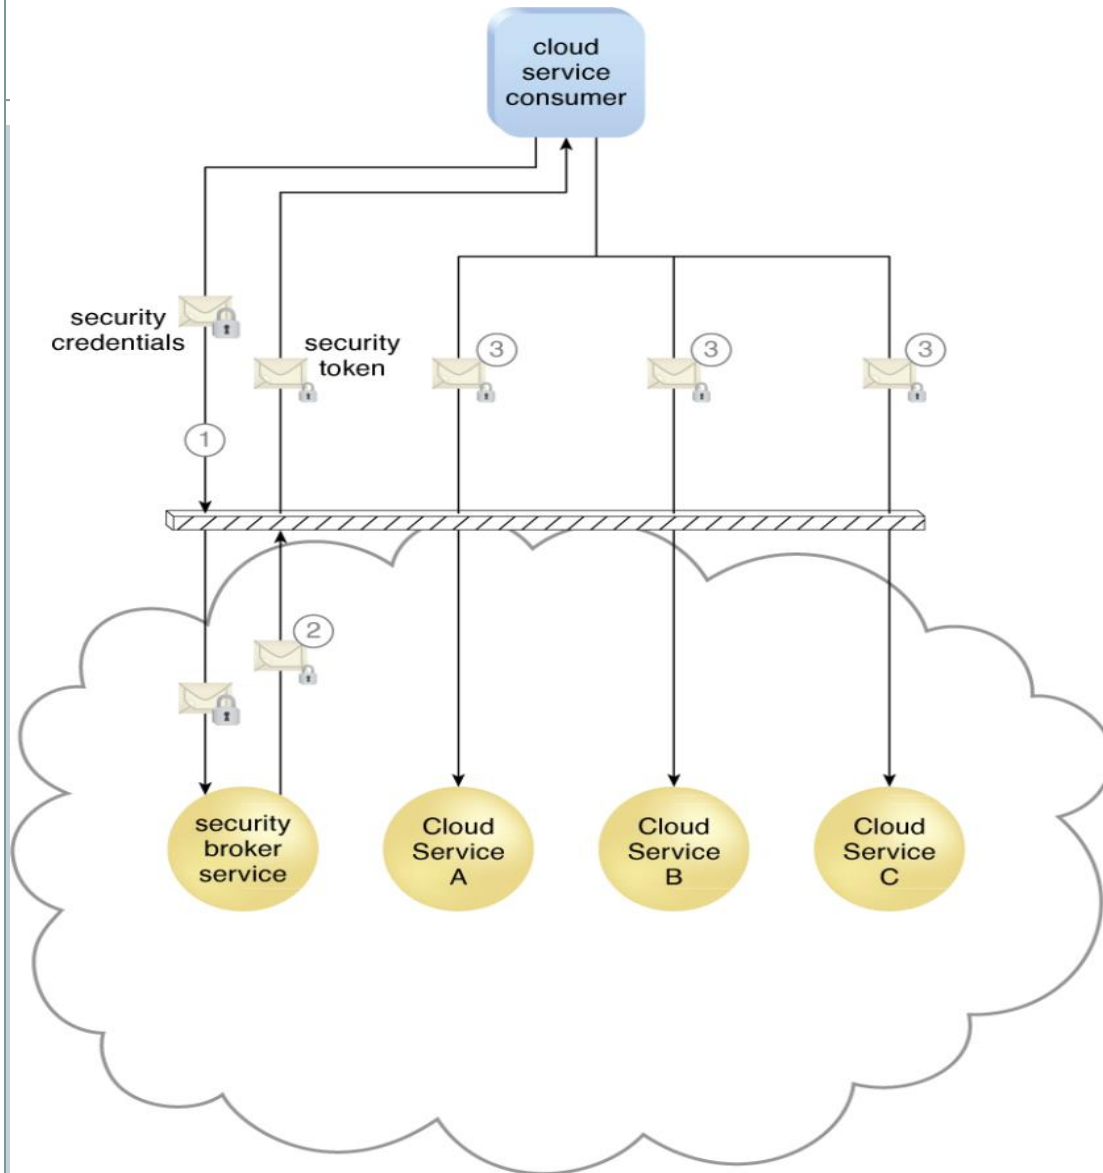 cloud
service
consumer
security
credentials
security
token
3
3
3
1
2
security
broker
service
Cloud
Service
A
Cloud
Service
B
Cloud
Service
C